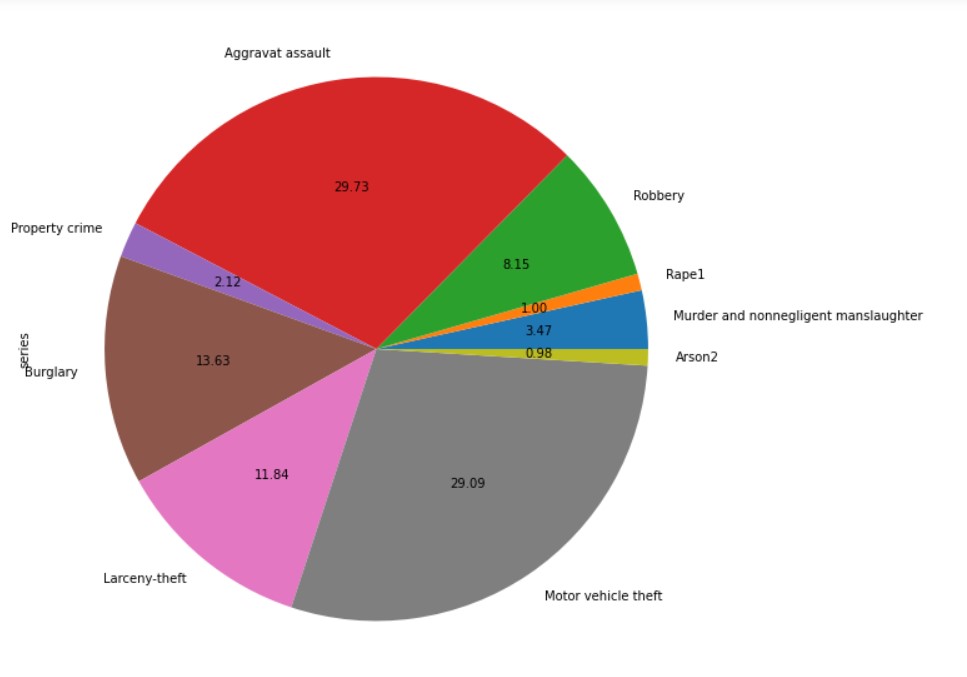 Aggravat assault
29.73
Robbery
Property crime
8.15
Rape1
2.12
1.00
Murder and nonnegligent manslaughter
3.47
series
0.98
Arson2
13.63
Burglary
11.84
29.09
Larceny-theft
Motor vehicle theft